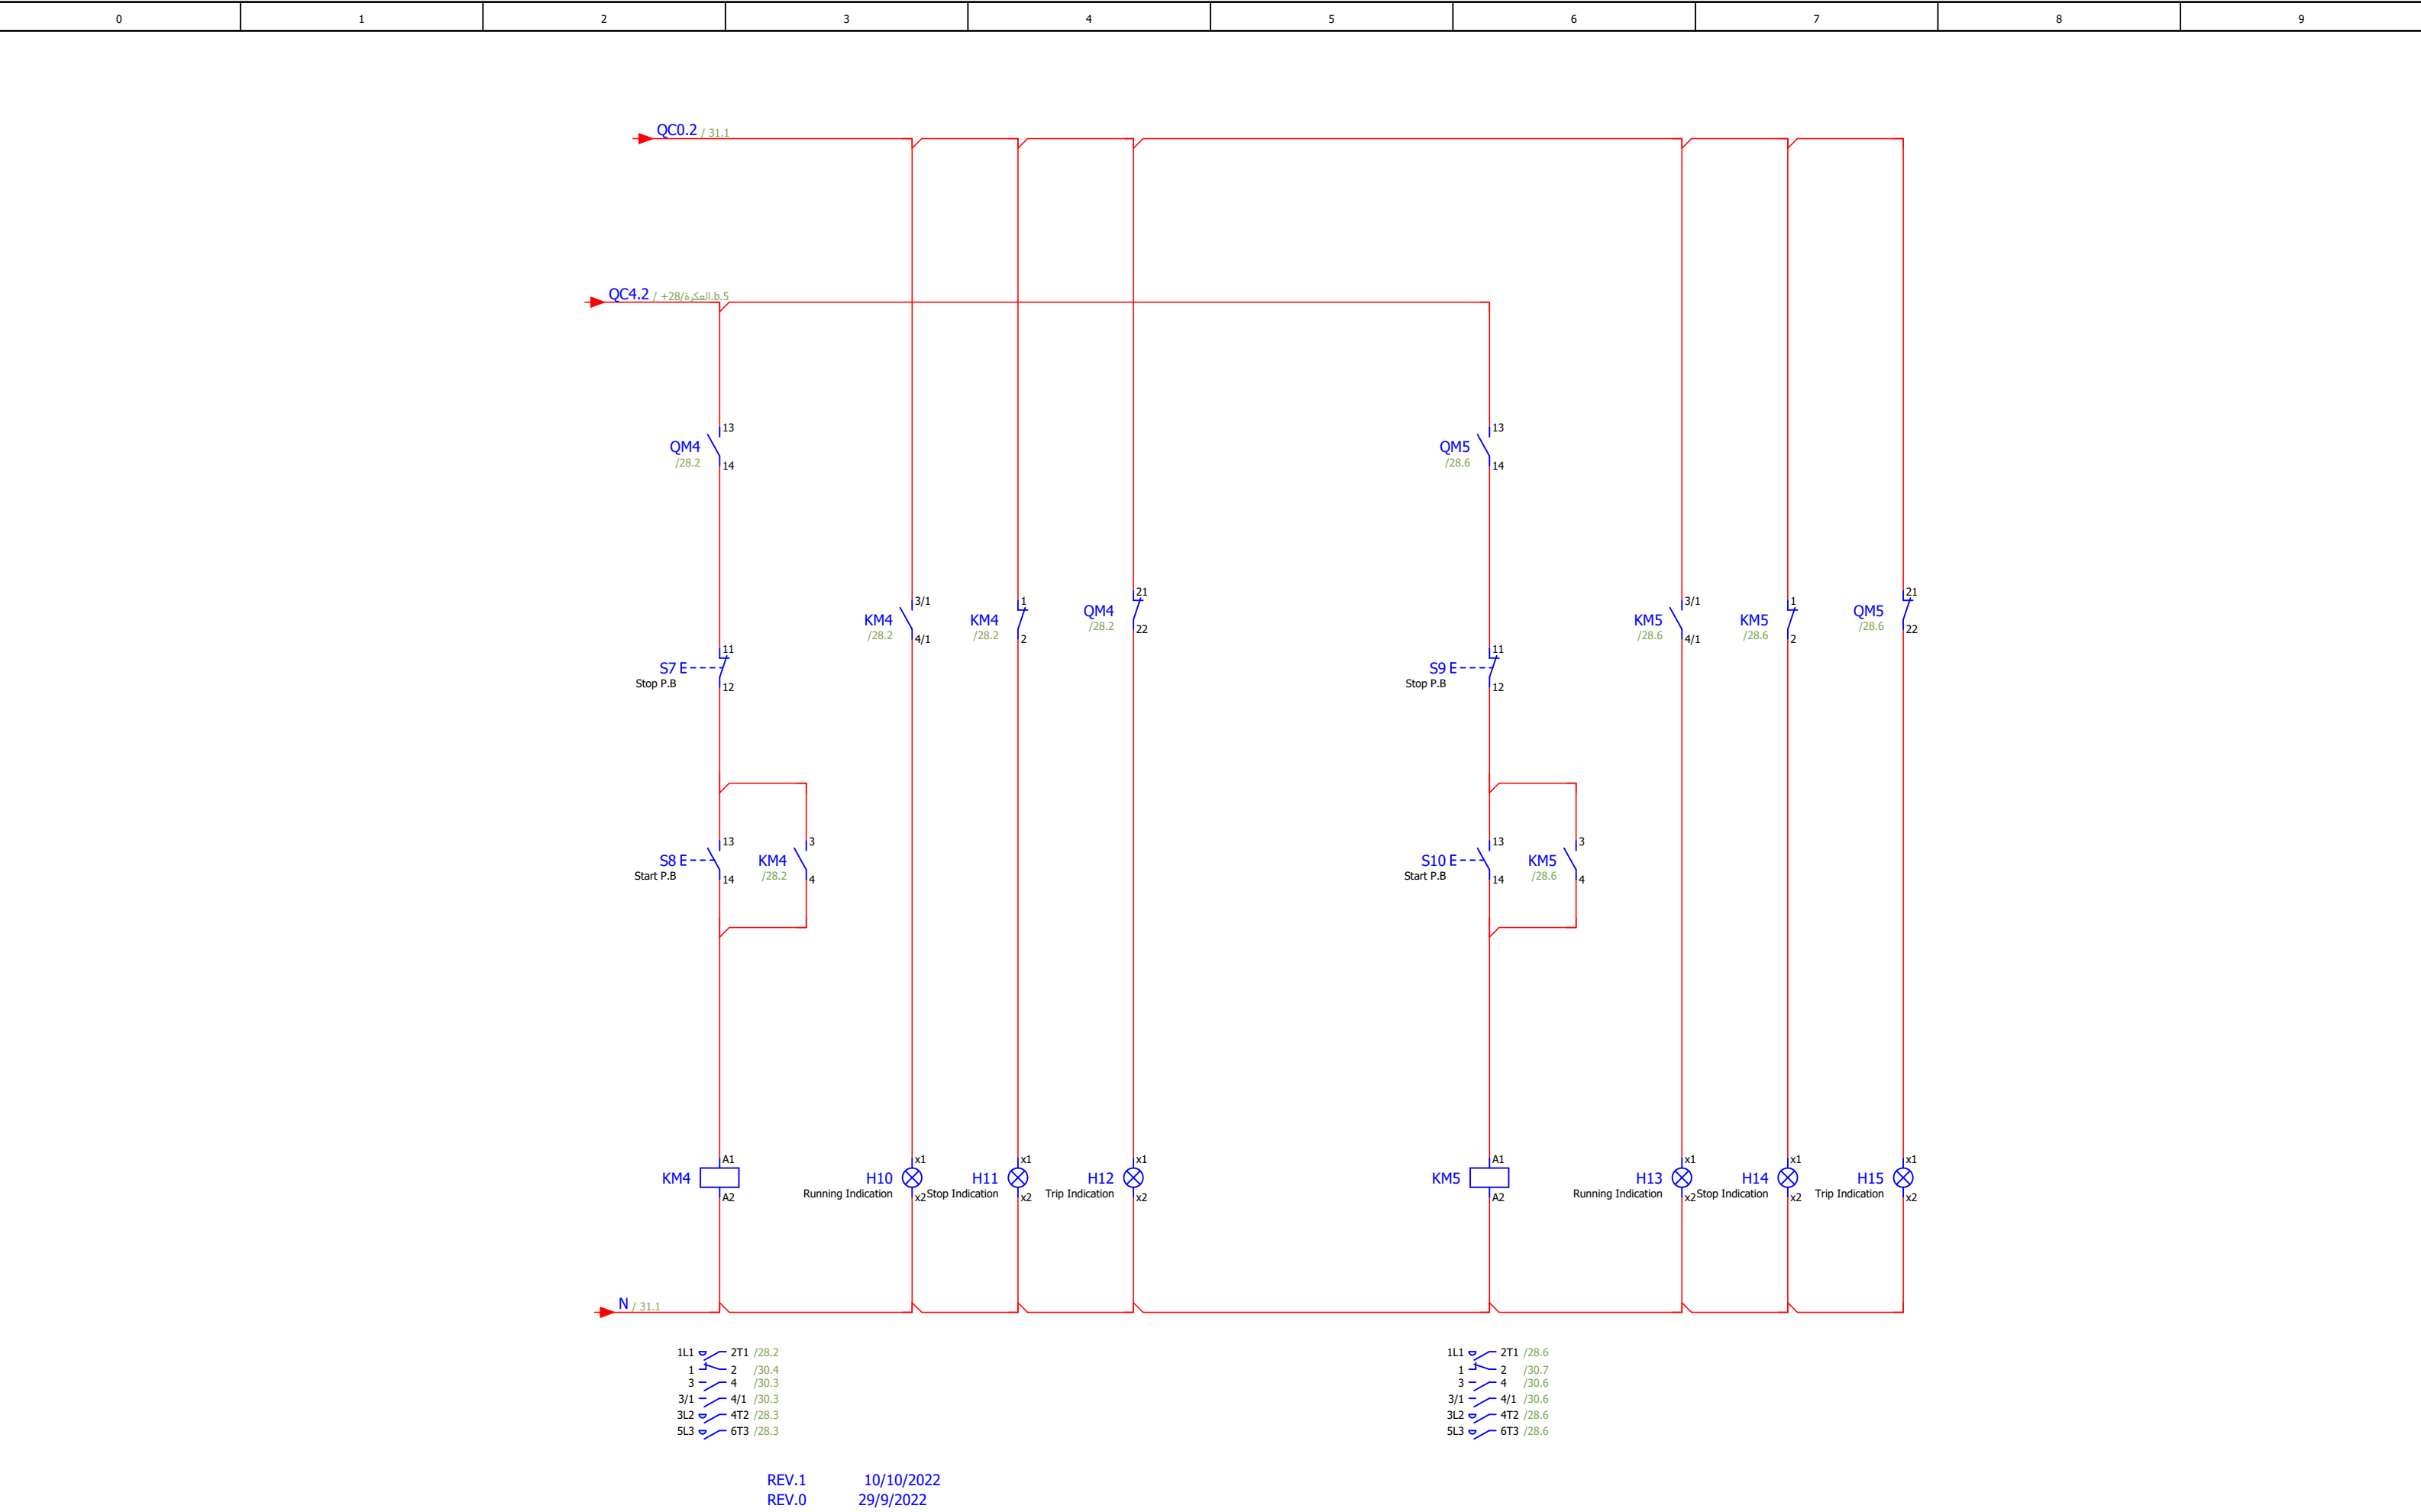 0 1 2 3 4 5 6 7 8 9
QC0.2 / 31.1
QC4.2 / +28/العكرة.b.5
13 13
QM4 QM5
/28.2 14 /28.6 14
21 21
3/1 1 QM4 3/1 1 QM5
KM4 KM4 /28.2 22 KM5 KM5 /28.6 22
/28.2 4/1 /28.2 2 /28.6 4/1 /28.6 2
11 11
S7 E S9 E
Stop P.B 12 Stop P.B 12
13 3 13 3
S8 E KM4 S10 E KM5
Start P.B 14 /28.2 4 Start P.B 14 /28.6 4
A1 x1 x1 x1 A1 x1 x1 x1
KM4 H10 H11 H12 KM5 H13 H14 H15
A2 Running Indication x2 Stop Indication x2 Trip Indication x2 A2 Running Indication x2 Stop Indication x2 Trip Indication x2
N / 31.1
1L1 2T1 /28.2 1L1 2T1 /28.6
1 2 /30.4 1 2 /30.7
3 4 /30.3 3 4 /30.6
3/1 4/1 /30.3 3/1 4/1 /30.6
3L2 4T2 /28.3 3L2 4T2 /28.6
5L3 6T3 /28.3 5L3 6T3 /28.6
REV.1 10/10/2022
REV.0 29/9/2022